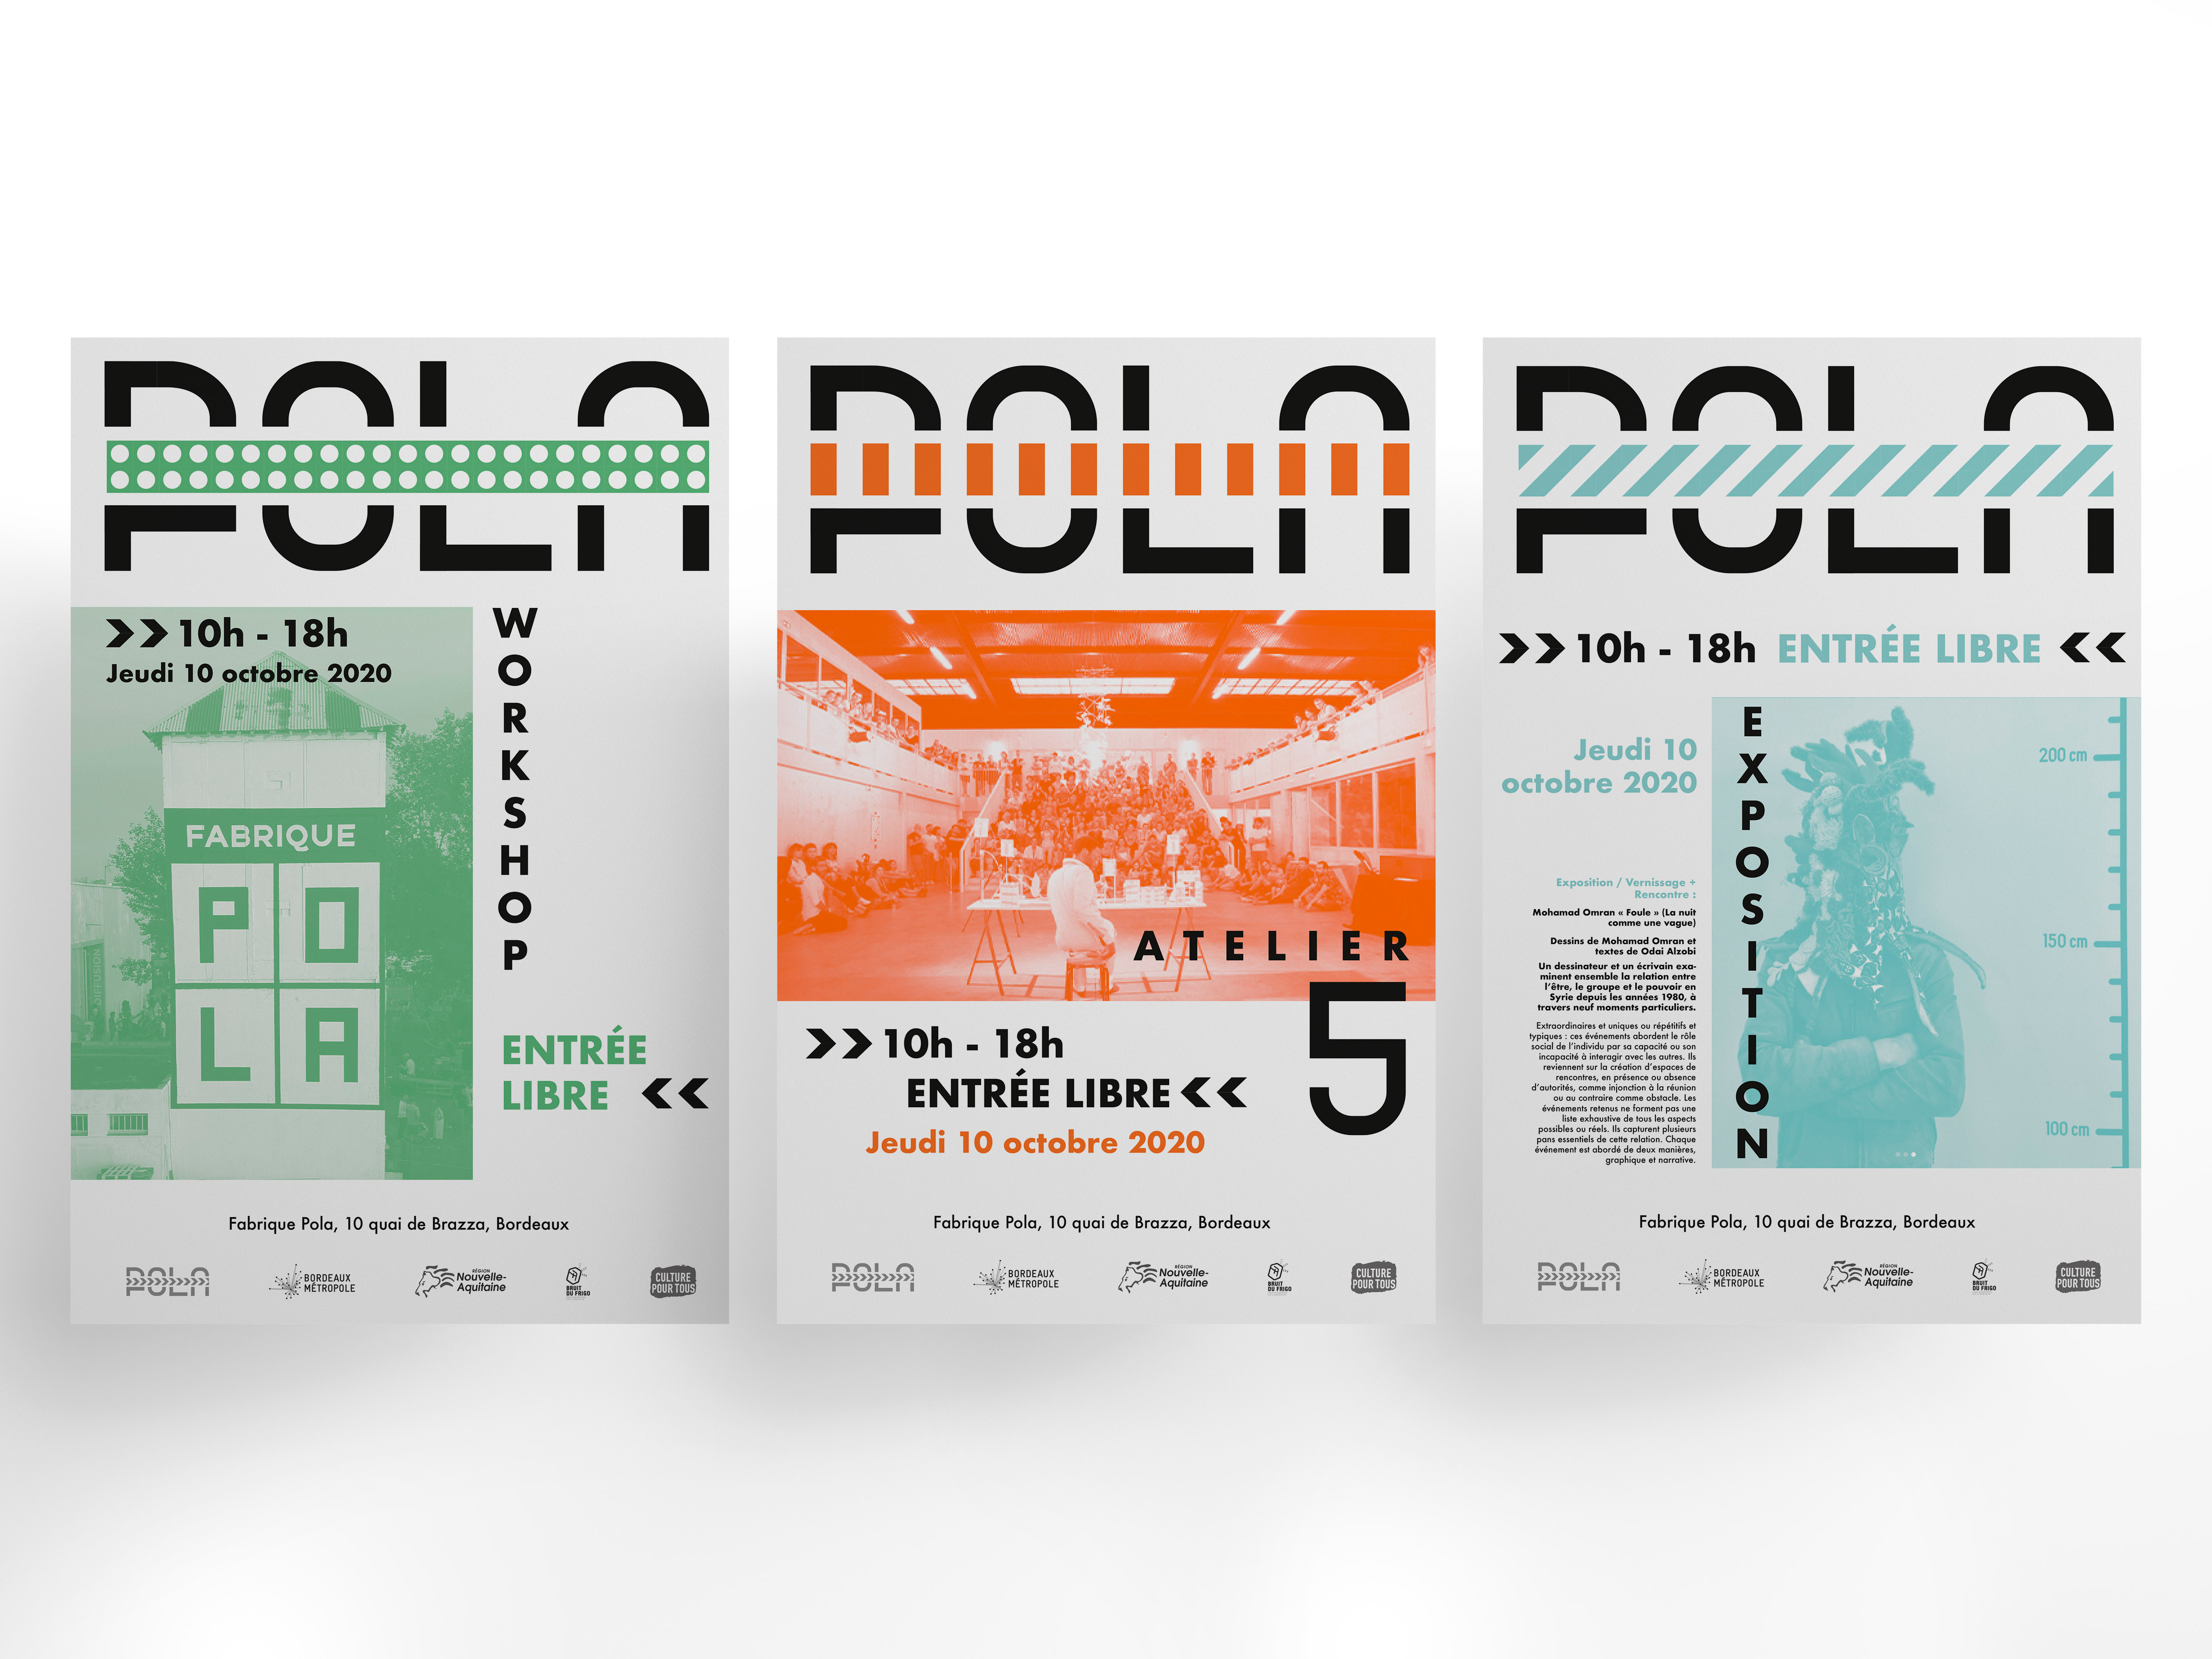 POLA
10h - 18h
Jeudi 10 octobre 2020
FABRIQUE
PO
LA
DIFFUSION
WORKSHOP
ENTRÉE
LIBRE
Fabrique Pola, 10 quai de Brazza, Bordeaux
POLA
BORDEAUX
MÉTROPOLE
RÉGION
Nouvelle-
Aquitaine
BRUIT
DU FRIGO
CULTURE
POUR TOUS
POLA
ATELIER
5
10h - 18h
ENTRÉE LIBRE
Jeudi 10 octobre 2020
Fabrique Pola, 10 quai de Brazza, Bordeaux
POLA
BORDEAUX
MÉTROPOLE
RÉGION
Nouvelle-
Aquitaine
BRUIT
DU FRIGO
CULTURE
POUR TOUS
POLA
10h - 18h ENTRÉE LIBRE
Jeudi 10
octobre 2020
Exposition / Vernissage +
Rencontre :
Mohamad Omran « Foule » (La nuit
comme une vague)
Dessins de Mohamad Omran et
textes de Odai Alzobi
Un dessinateur et un écrivain exa-
minent ensemble la relation entre
l'être, le groupe et le pouvoir en
Syrie depuis les années 1980, à
travers neuf moments particuliers.
Extraordinaires et uniques ou répétitifs et
typiques : ces événements abordent le rôle
social de l'individu par sa capacité ou son
incapacité à interagir avec les autres. Ils
reviennent sur la création d'espaces de
rencontres, en présence ou absence
d'autorités, comme injonction à la réunion
ou au contraire comme obstacle. Les
événements retenus ne forment pas une
liste exhaustive de tous les aspects
possibles ou réels. Ils capturent plusieurs
pans essentiels de cette relation. Chaque
événement est abordé de deux manières,
graphique et narrative.
EXPOSITION
200 cm
150 cm
100 cm
Fabrique Pola, 10 quai de Brazza, Bordeaux
POLA
BORDEAUX
MÉTROPOLE
RÉGION
Nouvelle-
Aquitaine
BRUIT
DU FRIGO
CULTURE
POUR TOUS